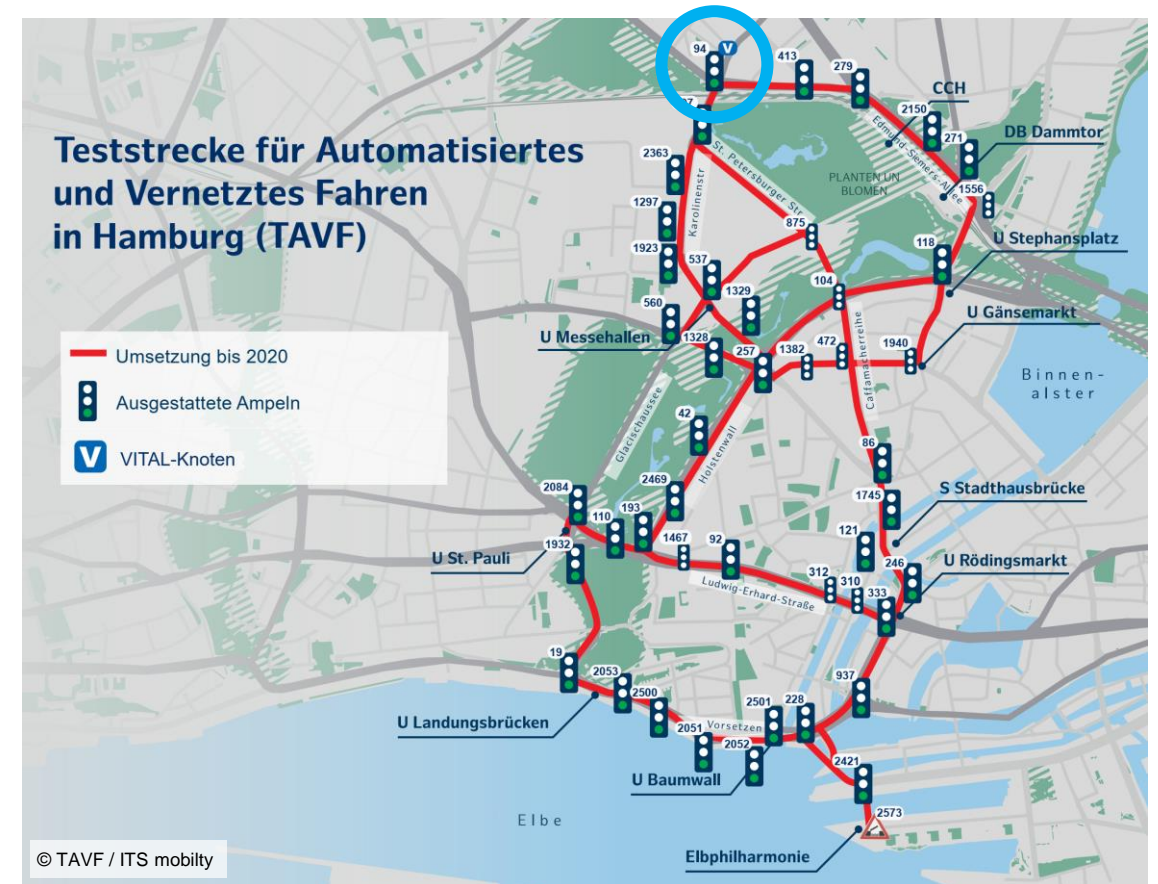 94
V
413
279
CCH
2150
271
DB Dammtor
Teststrecke für Automatisiertes
und Vernetztes Fahren
in Hamburg (TAVF)
2363
St. Petersburger Str.
Edmund-Siemers-Allee
PLANTEN UN
BLOMEN
1556
1297
Karolinenstr
875
U Stephansplatz
1923
537
118
104
1329
560
U Messehallen
U Gänsemarkt
1328
257
1382
472
1940
Umsetzung bis 2020
Ausgestattete Ampeln
V
VITAL-Knoten
Caffamacherreihe
Binnen-
alster
Glacischaussee
42
Holstenwall
86
2084
2469
S Stadthausbrücke
1745
110
193
121
1932
1467
92
U St. Pauli
246
U Rödingsmarkt
Ludwig-Erhard-Straße
312
310
333
19
2053
2500
937
U Landungsbrücken
2501
228
Vorsetzen
2051
2052
U Baumwall
2421
Elbe
2573
Elbphilharmonie
© TAVF / ITS mobilty